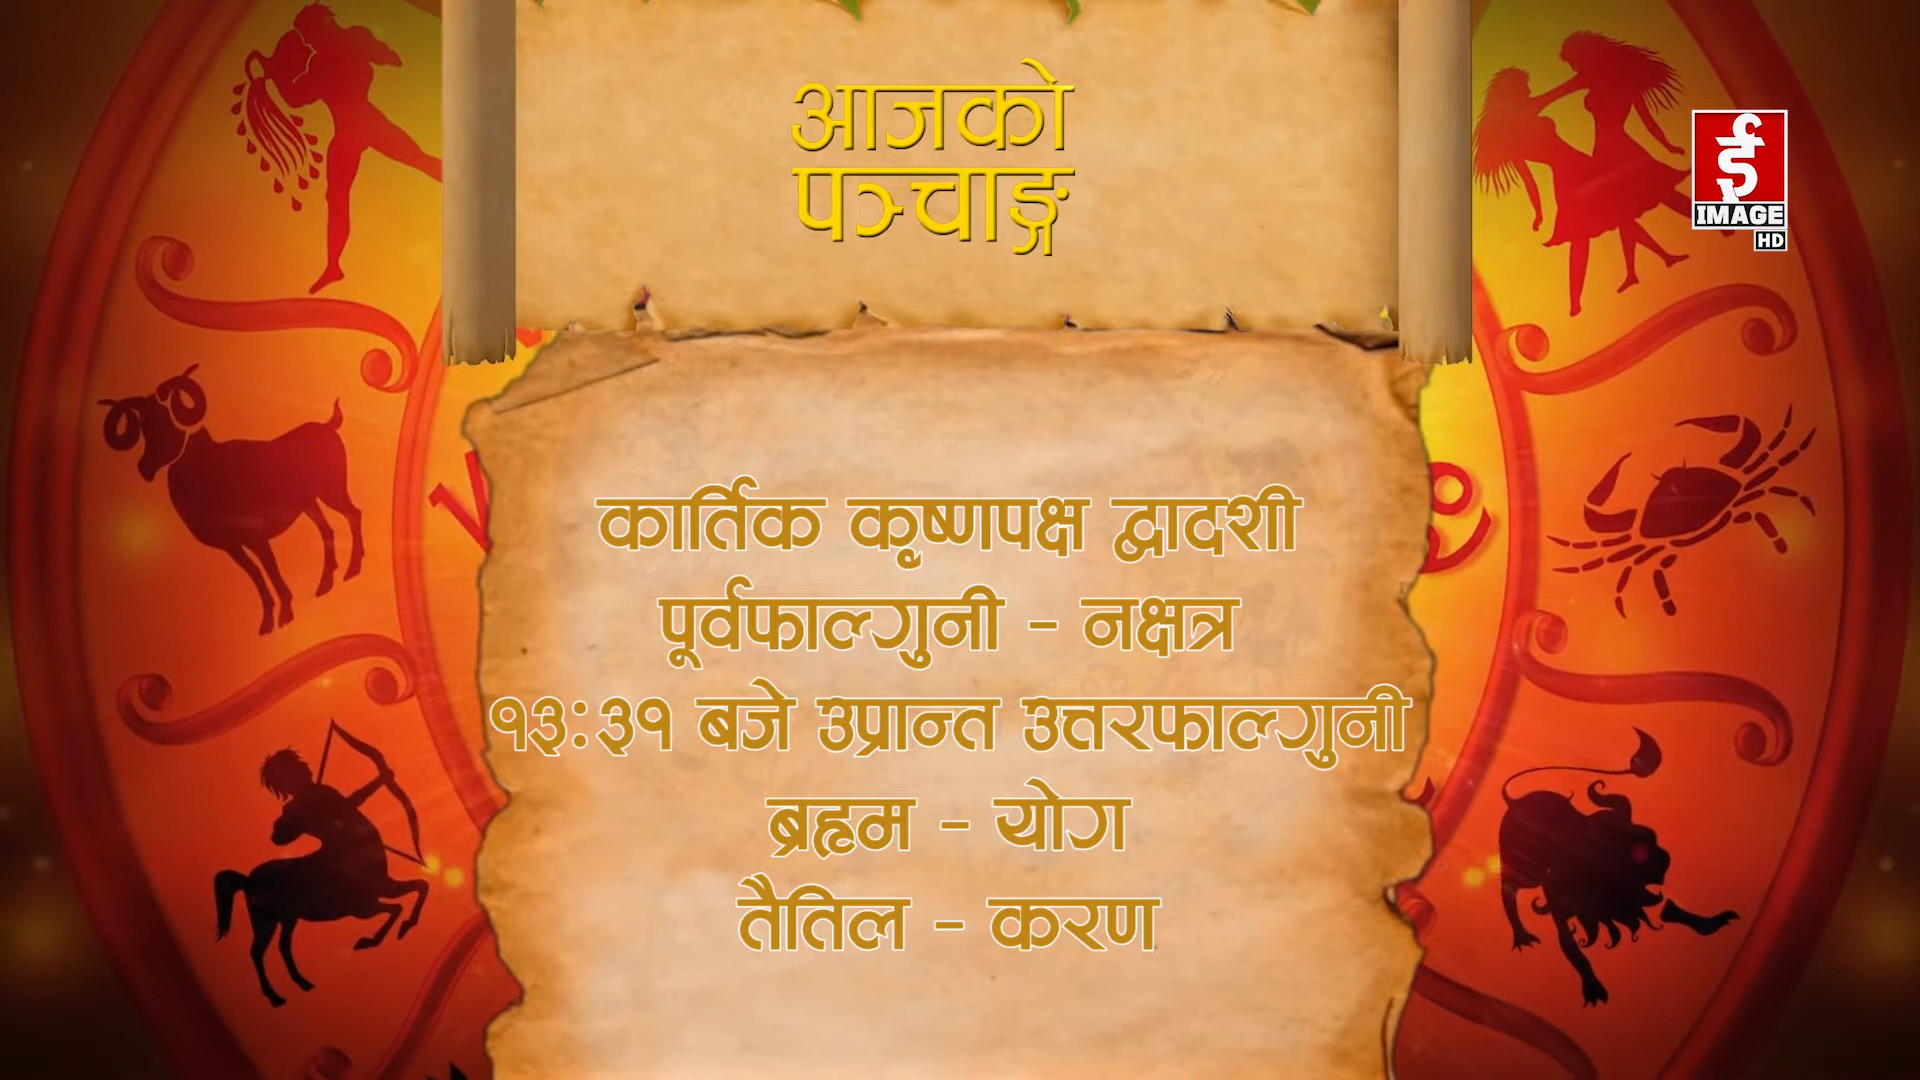 आजको
पञ्चाङ्ग
ई
IMAGE
HD
कार्तिक कृष्णपक्ष द्वादशी
पूर्वफाल्गुनी - नक्षत्र
१३:३१ बजे उप्रान्त उत्तरफाल्गुनी
ब्रह्म - योग
तैतिल - करण